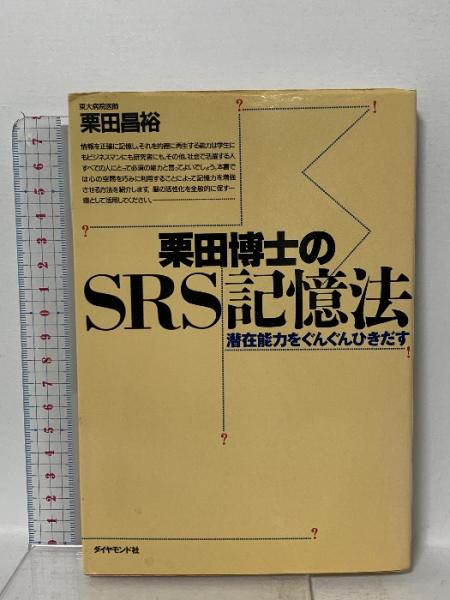 東大病院医師
栗田昌裕
情報を正確に記憶し、それを的確に再生する能力は学生に
もビジネスマンにも研究者にも、その他、社会で活躍する人
すべての人にとって必須の能力と言ってよいでしょう。本書で
は心の空間を巧みに利用することによって記憶力を増強
させる方法を紹介します。脳の活性化を全般的に促す一
環として活用してください。
栗田博士の
SRS記憶法
潜在能力をぐんぐんひきだす
ダイヤモンド社